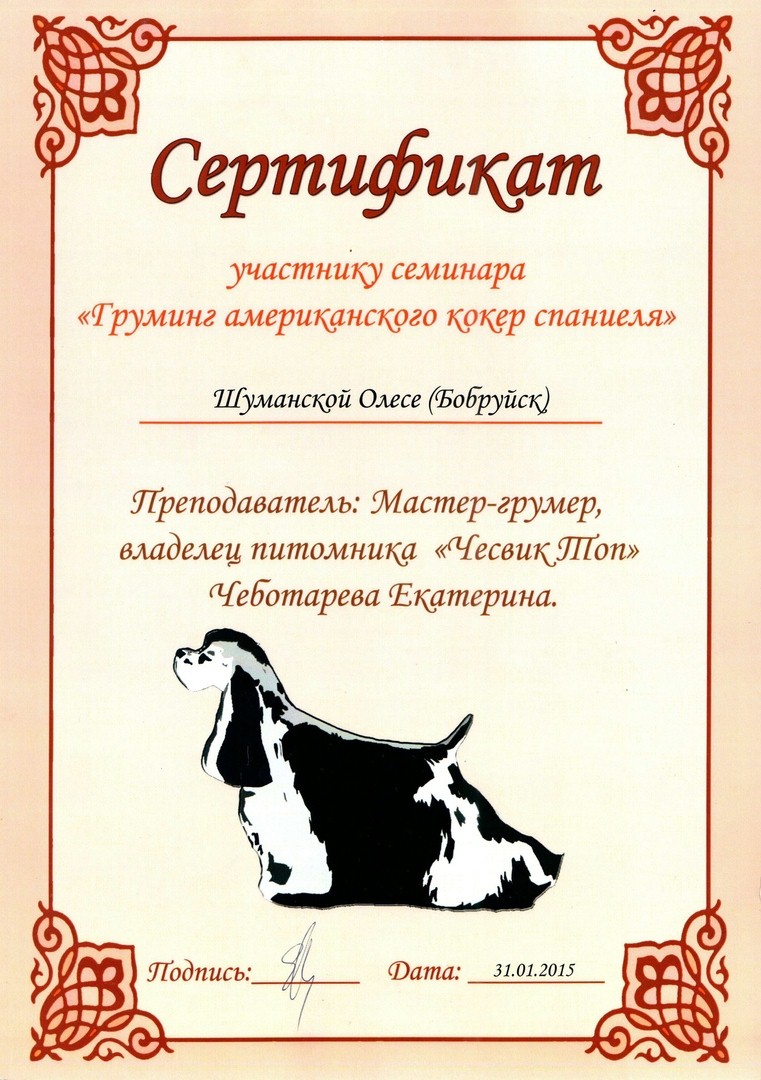 Сертификат
участнику семинара
«Груминг американского кокер спаниеля»
Шуманской Олесе (Бобруйск)
Преподаватель: Мастер-грумер,
владелец питомника «Чесвик Топ»
Чеботарева Екатерина.
Подпись: Дата: 31.01.2015